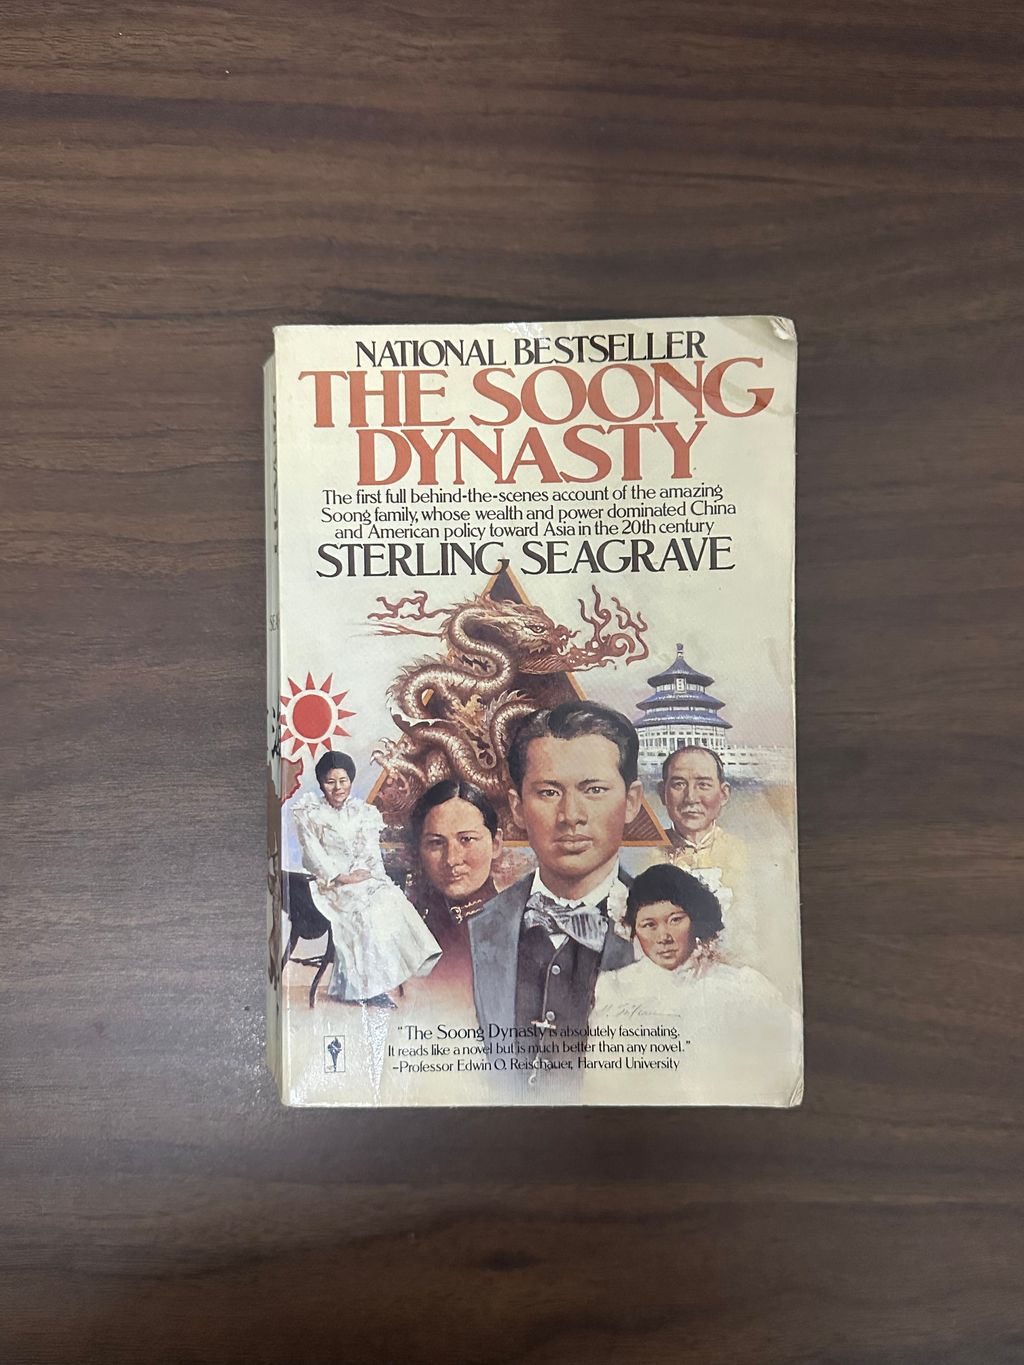 NATIONAL BESTSELLER
THE SOONG
DYNASTY
The first full behind-the-scenes account of the amazing
Soong family, whose wealth and power dominated China
and American policy toward Asia in the 20th century
STERLING SEAGRAVE
"The Soong Dynasty is absolutely fascinating.
It reads like a novel but is much better than any novel."
–Professor Edwin O. Reischauer, Harvard University